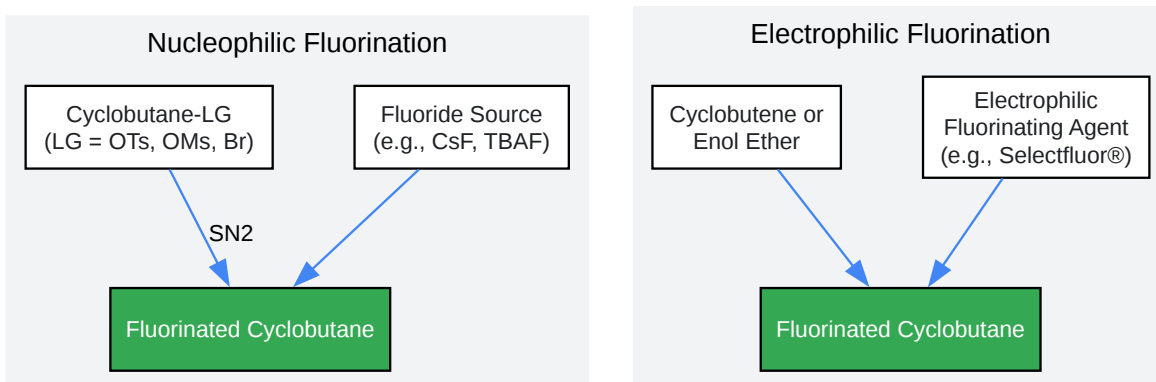 Nucleophilic Fluorination
Cyclobutane-LG
(LG = OTs, OMs, Br)
Fluoride Source
(e.g., CsF, TBAF)
SN2
Fluorinated Cyclobutane
Electrophilic Fluorination
Cyclobutene or
Enol Ether
Electrophilic
Fluorinating Agent
(e.g., Selectfluor®)
Fluorinated Cyclobutane